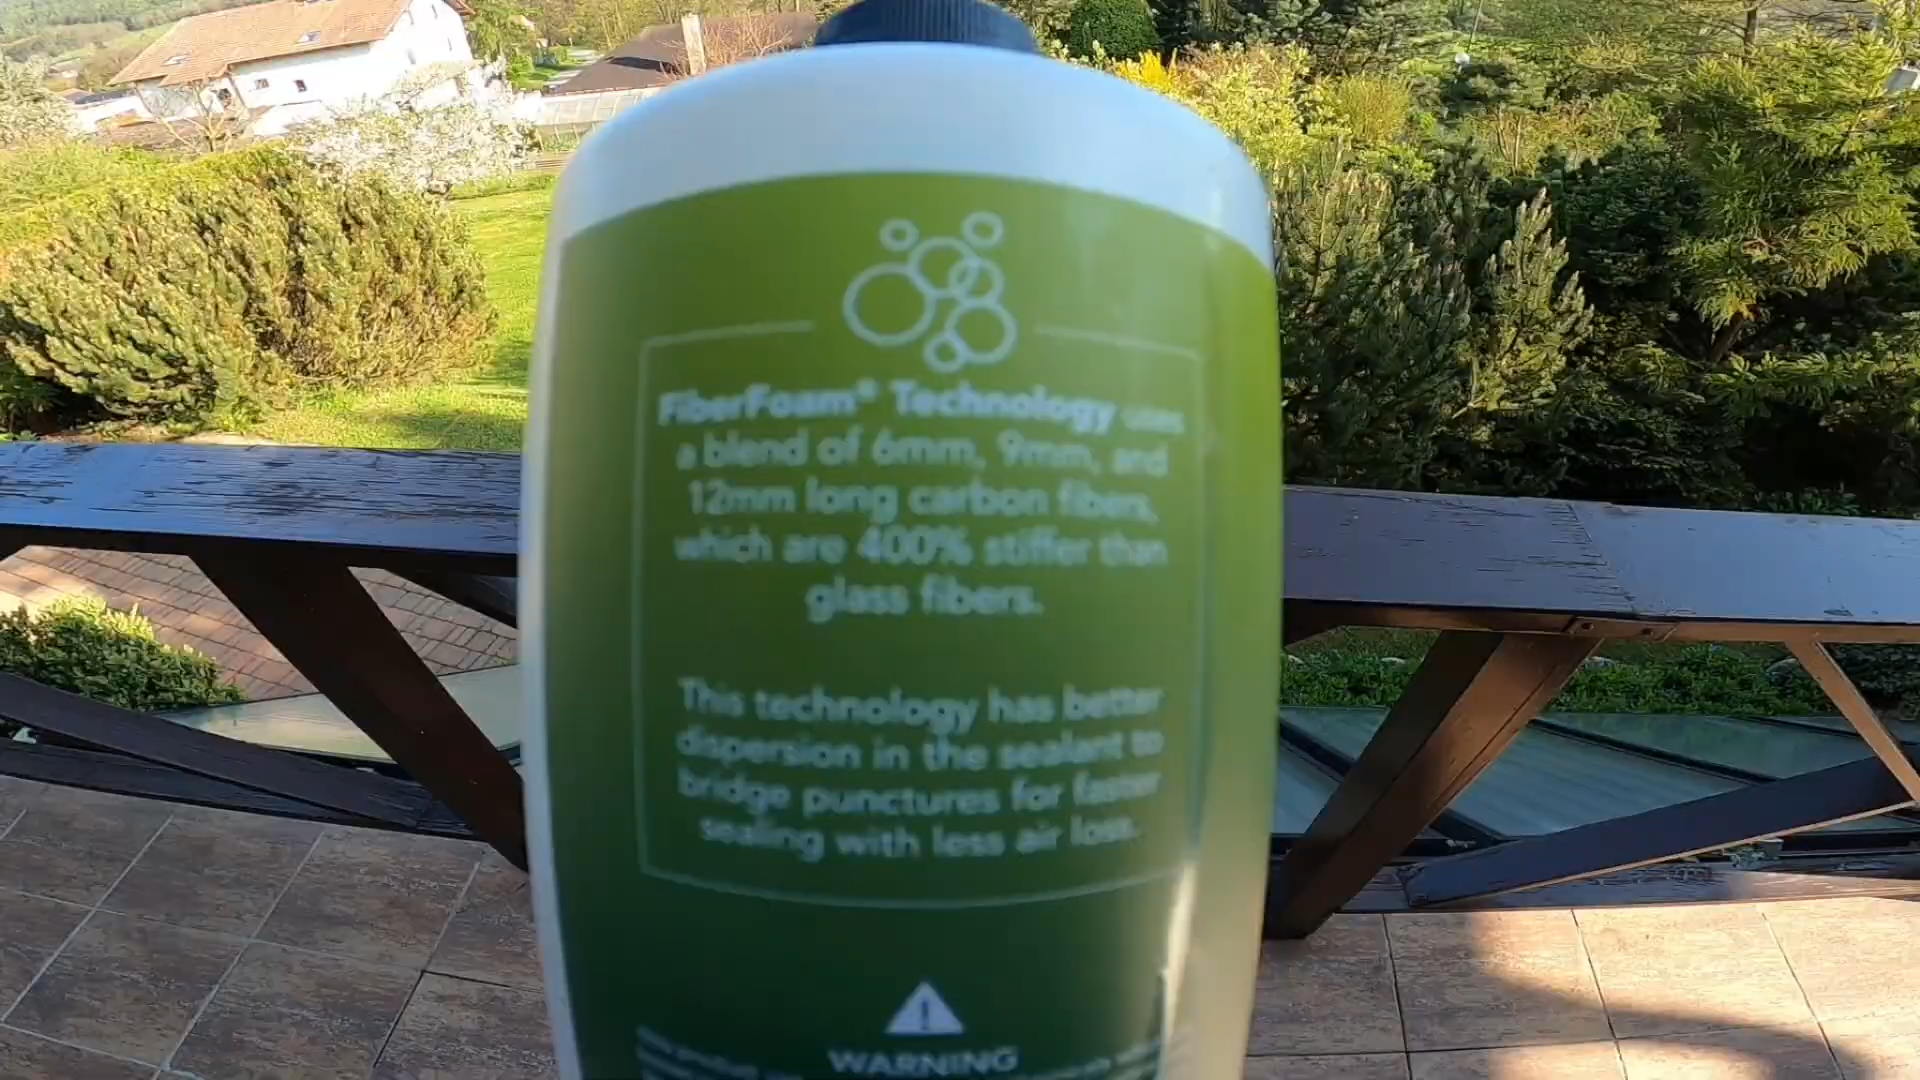 FiberFoam® Technology uses
a blend of 6mm, 9mm, and
12mm long carbon fibers,
which are 400% stiffer than
glass fibers.
This technology has better
dispersion in the sealant to
bridge punctures for faster
sealing with less air loss.
WARNING